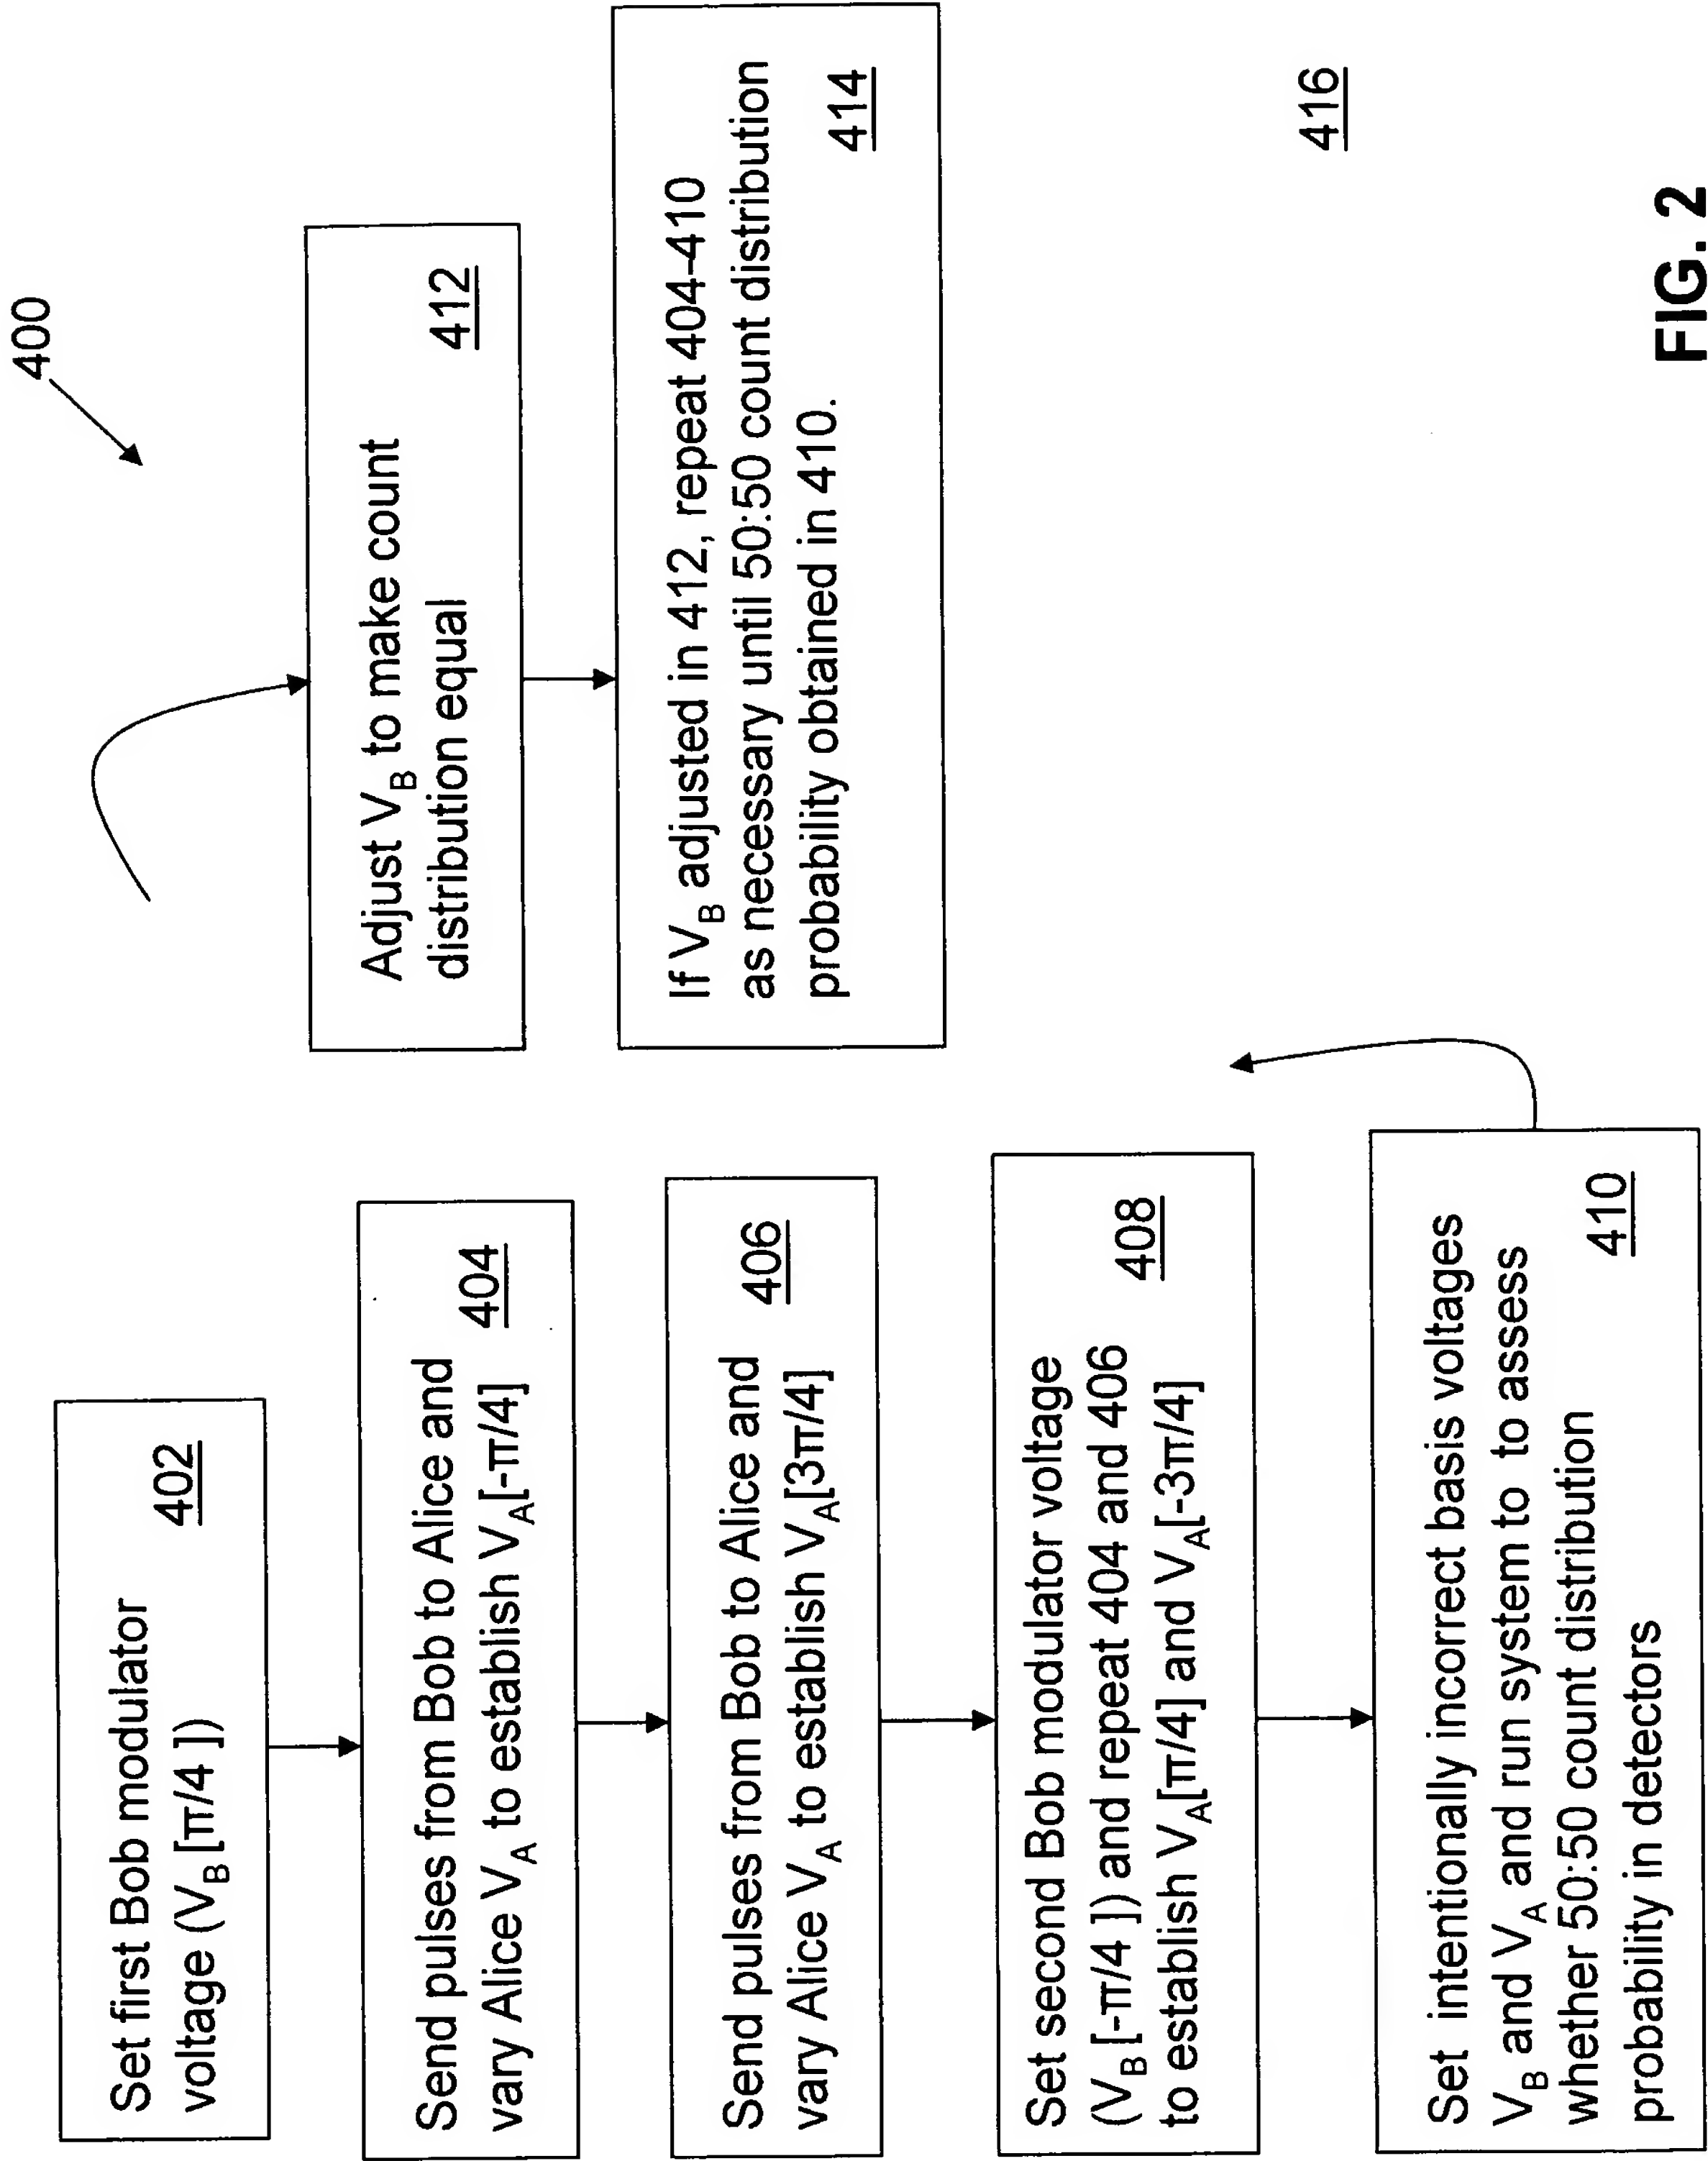 400
Set first Bob modulator
voltage (V_B [π/4 ])
402
Send pulses from Bob to Alice and
vary Alice V_A to establish V_A[-π/4]
404
Send pulses from Bob to Alice and
vary Alice V_A to establish V_A[3π/4]
406
Set second Bob modulator voltage
(V_B [-π/4 ]) and repeat 404 and 406
to establish V_A[π/4] and V_A[-3π/4]
408
Set intentionally incorrect basis voltages
V_B and V_A and run system to to assess
whether 50:50 count distribution
probability in detectors
410
Adjust V_B to make count
distribution equal
412
If V_B adjusted in 412, repeat 404-410
as necessary until 50:50 count distribution
probability obtained in 410.
414
416
FIG. 2